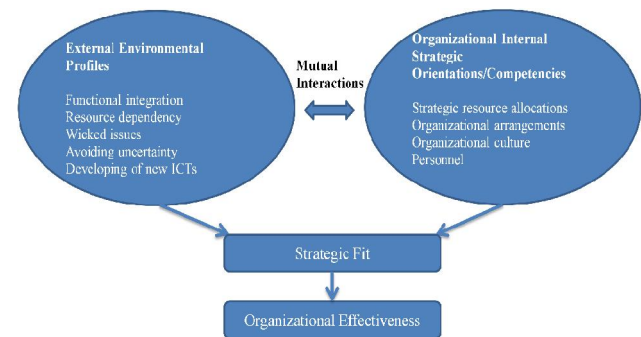 External Environmental
Profiles
Functional integration
Resource dependency
Wicked issues
Avoiding uncertainty
Developing of new ICTs
Mutual
Interactions
Organizational Internal
Strategic
Orientations/Competencies
Strategic resource allocations
Organizational arrangements
Organizational culture
Personnel
Strategic Fit
Organizational Effectiveness